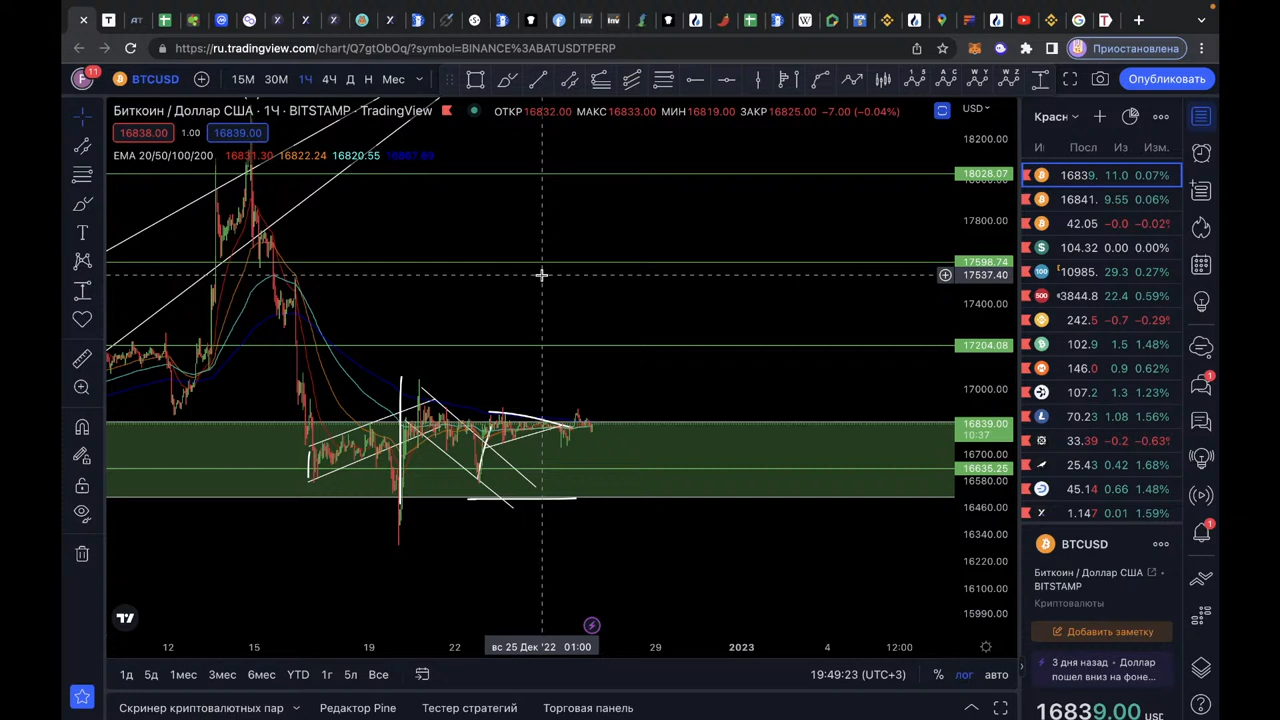 https://ru.tradingview.com/chart/Q7gtObOq/?symbol=BINANCE%3ABATUSDTPERP
Приостановлена
11
BTCUSD
15М 30М 1Ч 4Ч Д Н Мес
Опубликовать
Биткоин / Доллар США · 1Ч · BITSTAMP · TradingView
ОТКР16832.00 МАКС16833.00 МИН16819.00 ЗАКР16825.00 −7.00 (−0.04%)
16838.00 1.00 16839.00
EMA 20/50/100/200 16831.30 16822.24 16820.55
USD
18200.00
18028.07
17800.00
17598.74
17537.40
17400.00
17204.08
17000.00
16839.00
10:37
16700.00
16635.25
16580.00
16460.00
16340.00
16220.00
16100.00
15990.00
12 15 19 22 вс 25 Дек '22 01:00 29 2023 4 12:00
1д 5д 1мес 3мес 6мес YTD 1г 5л Все
19:49:23 (UTC+3) % лог авто
Скринер криптовалютных пар Редактор Pine Тестер стратегий Торговая панель
Красн
Посл Из Изм.
16839. 11.0 0.07%
16841. 9.55 0.06%
42.05 −0.0 −0.02%
104.32 0.00 0.00%
10985. 29.3 0.27%
3844.8 22.4 0.59%
242.5 −0.7 −0.29%
102.9 1.5 1.48%
146.0 0.9 0.62%
107.2 1.3 1.23%
70.23 1.08 1.56%
33.39 −0.2 −0.63%
25.43 0.42 1.68%
45.14 0.66 1.48%
1.147 0.01 1.59%
BTCUSD
Биткоин / Доллар США
BITSTAMP
Криптовалюты
Добавить заметку
3 дня назад · Доллар
пошел вниз на фоне…
16839.00 USD